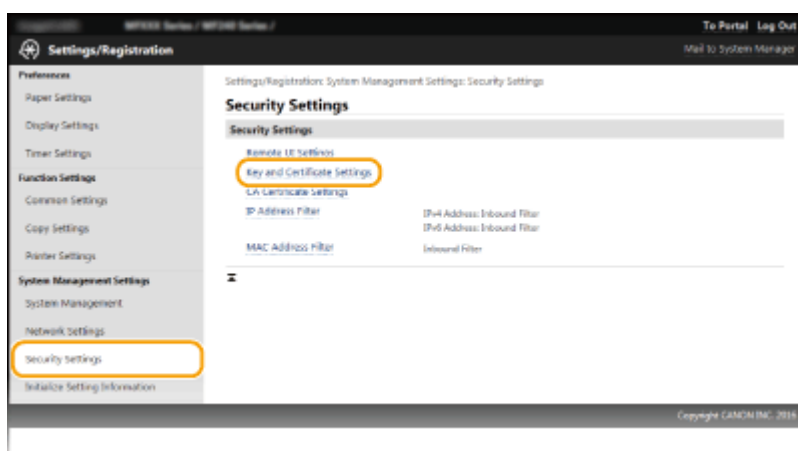 MFXXX Series / MF240 Series /
To Portal Log Out
Settings/Registration
Mail to System Manager
Preferences
Paper Settings
Display Settings
Timer Settings
Function Settings
Common Settings
Copy Settings
Printer Settings
System Management Settings
System Management
Network Settings
Security Settings
Initialize Setting Information
Settings/Registration: System Management Settings: Security Settings
Security Settings
Security Settings
Remote UI Settings
Key and Certificate Settings
CA Certificate Settings
IP Address Filter
IPv4 Address: Inbound Filter
IPv6 Address: Inbound Filter
MAC Address Filter
Inbound Filter
Copyright CANON INC. 2016